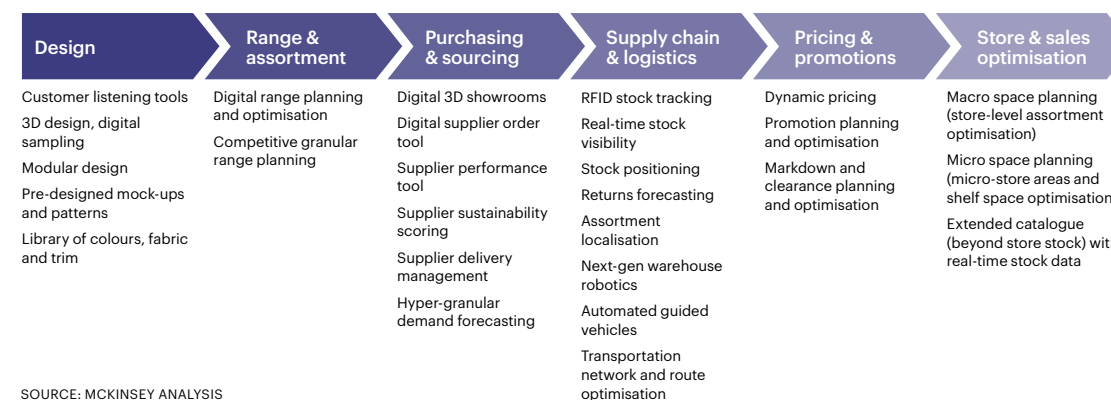 Design
Range &
assortment
Purchasing
& sourcing
Supply chain
& logistics
Pricing &
promotions
Store & sales
optimisation
Customer listening tools
3D design, digital
sampling
Modular design
Pre-designed mock-ups
and patterns
Library of colours, fabric
and trim
Digital range planning
and optimisation
Competitive granular
range planning
Digital 3D showrooms
Digital supplier order
tool
Supplier performance
tool
Supplier sustainability
scoring
Supplier delivery
management
Hyper-granular
demand forecasting
RFID stock tracking
Real-time stock
visibility
Stock positioning
Returns forecasting
Assortment
localisation
Next-gen warehouse
robotics
Automated guided
vehicles
Transportation
network and route
optimisation
Dynamic pricing
Promotion planning
and optimisation
Markdown and
clearance planning
and optimisation
Macro space planning
(store-level assortment
optimisation)
Micro space planning
(micro-store areas and
shelf space optimisation
Extended catalogue
(beyond store stock) wit
real-time stock data
SOURCE: MCKINSEY ANALYSIS